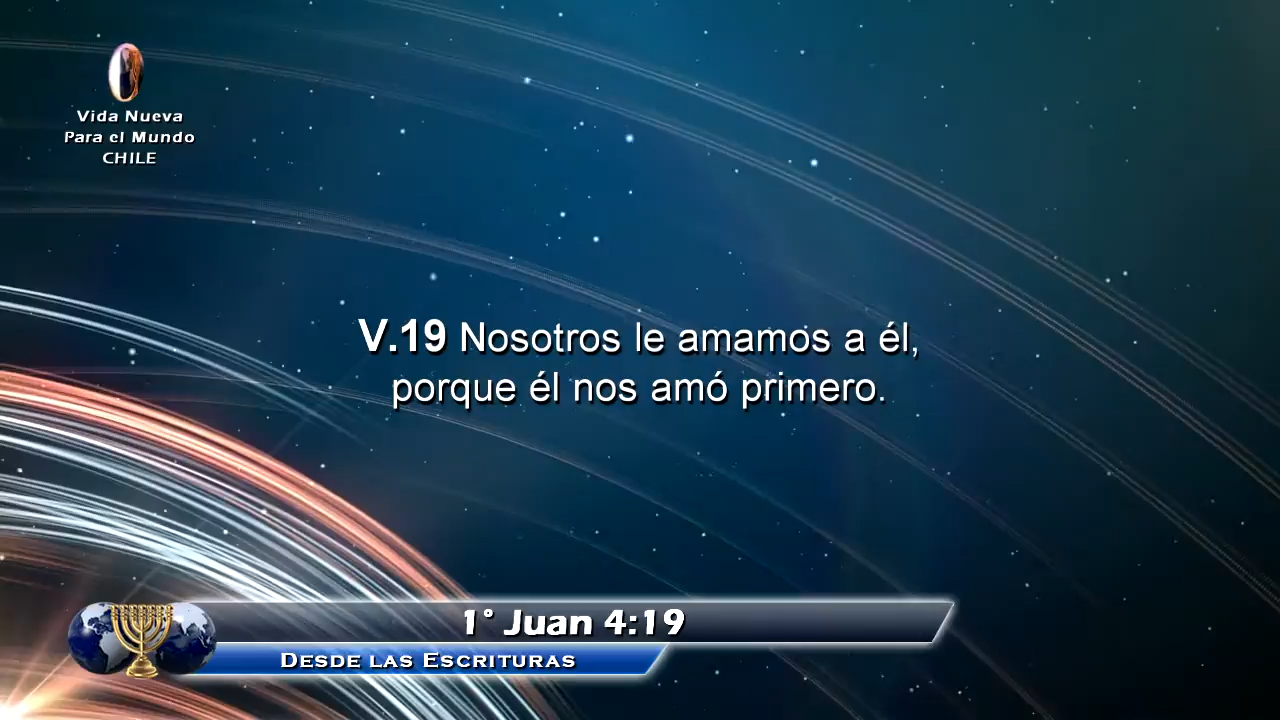 Vida Nueva
Para el Mundo
CHILE
V.19 Nosotros le amamos a él,
porque él nos amó primero.
1° Juan 4:19
DESDE LAS ESCRITURAS